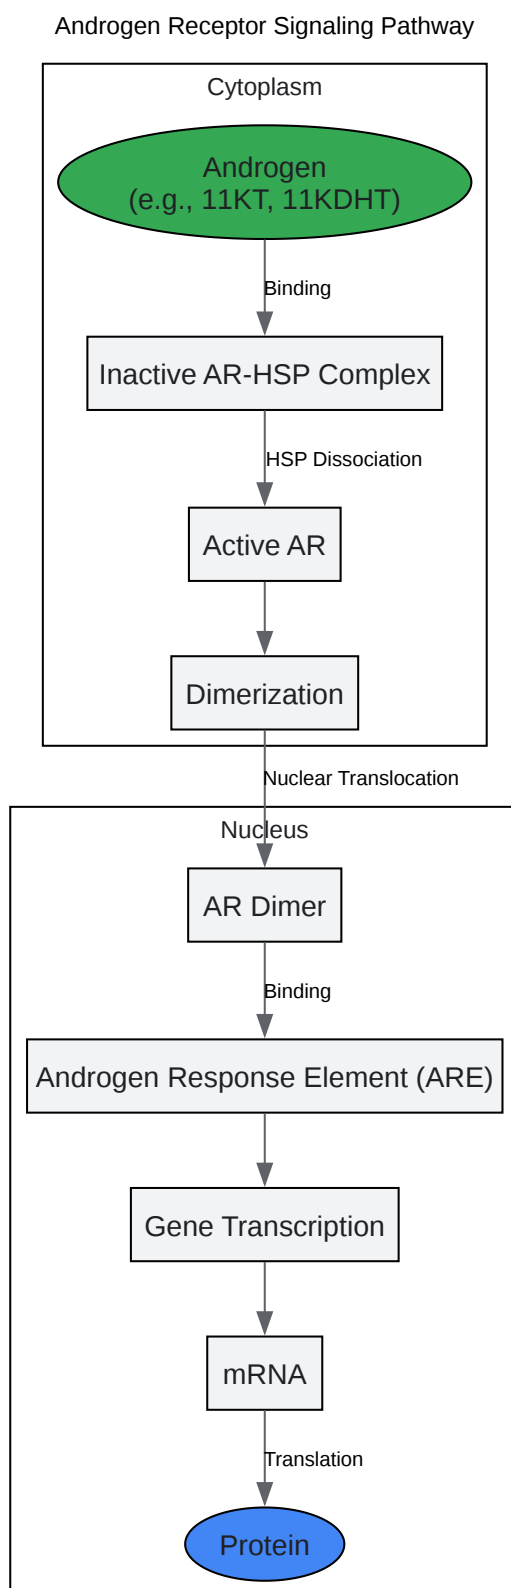 Androgen Receptor Signaling Pathway
Cytoplasm
Androgen
(e.g., 11KT, 11KDHT)
Binding
Inactive AR-HSP Complex
HSP Dissociation
Active AR
Dimerization
Nuclear Translocation
Nucleus
AR Dimer
Binding
Androgen Response Element (ARE)
Gene Transcription
mRNA
Translation
Protein